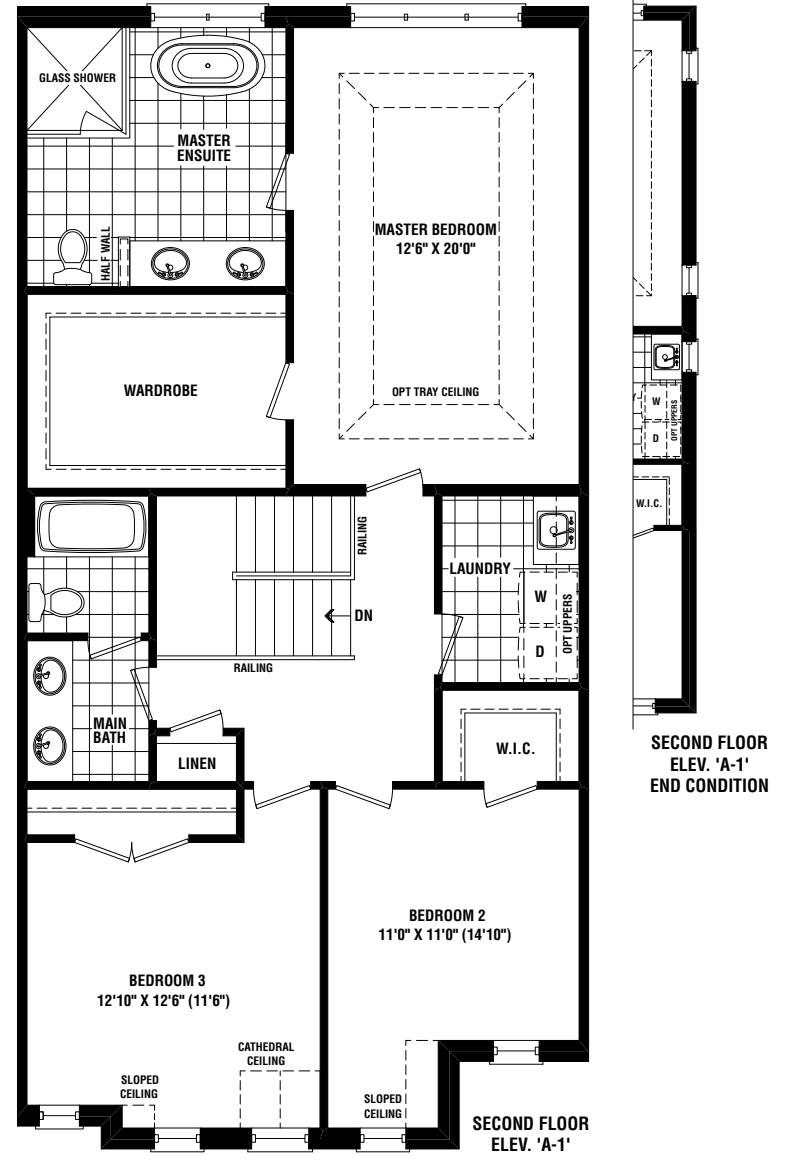 GLASS SHOWER
MASTER
ENSUITE
HALF WALL
MASTER BEDROOM
12'6" X 20'0"
OPT TRAY CEILING
WARDROBE
RAILING
DN
RAILING
LAUNDRY
W
D
OPT UPPERS
MAIN
BATH
LINEN
W.I.C.
BEDROOM 2
11'0" X 11'0" (14'10")
BEDROOM 3
12'10" X 12'6" (11'6")
CATHEDRAL
CEILING
SLOPED
CEILING
SLOPED
CEILING
SECOND FLOOR
ELEV. 'A-1'
W
D
OPT UPPERS
W.I.C.
SECOND FLOOR
ELEV. 'A-1'
END CONDITION